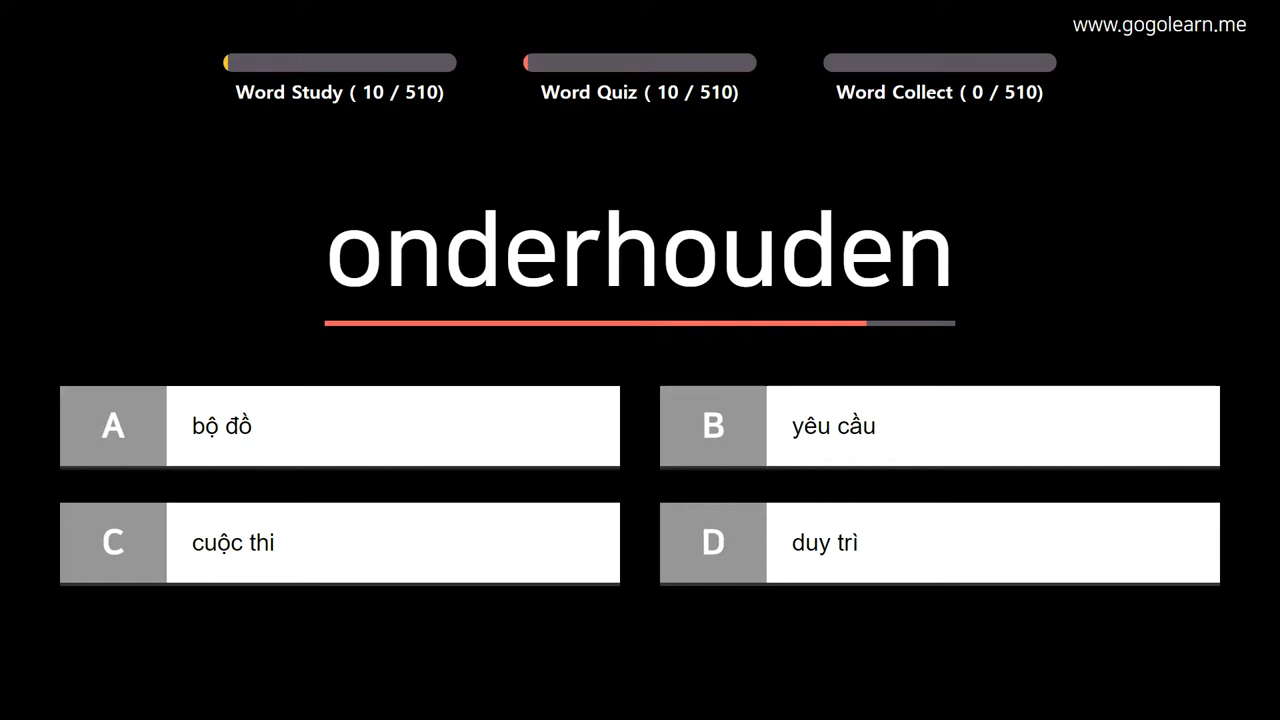 www.gogolearn.me
Word Study ( 10 / 510)
Word Quiz ( 10 / 510)
Word Collect ( 0 / 510)
onderhouden
A bộ đồ
B yêu cầu
C cuộc thi
D duy trì